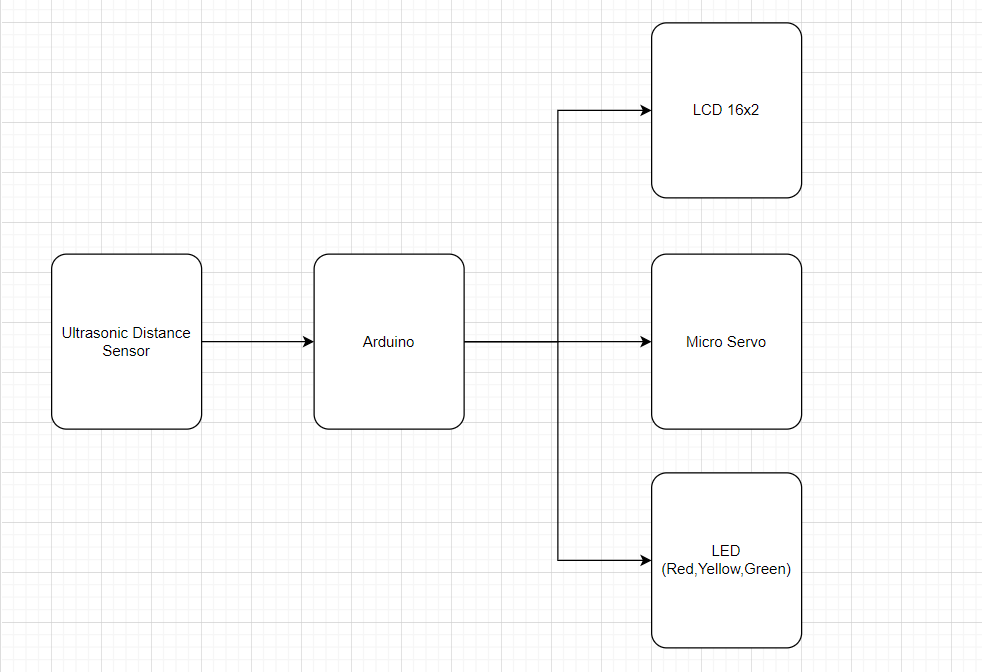 LCD 16x2
Ultrasonic Distance
Sensor
Arduino
Micro Servo
LED
(Red,Yellow,Green)